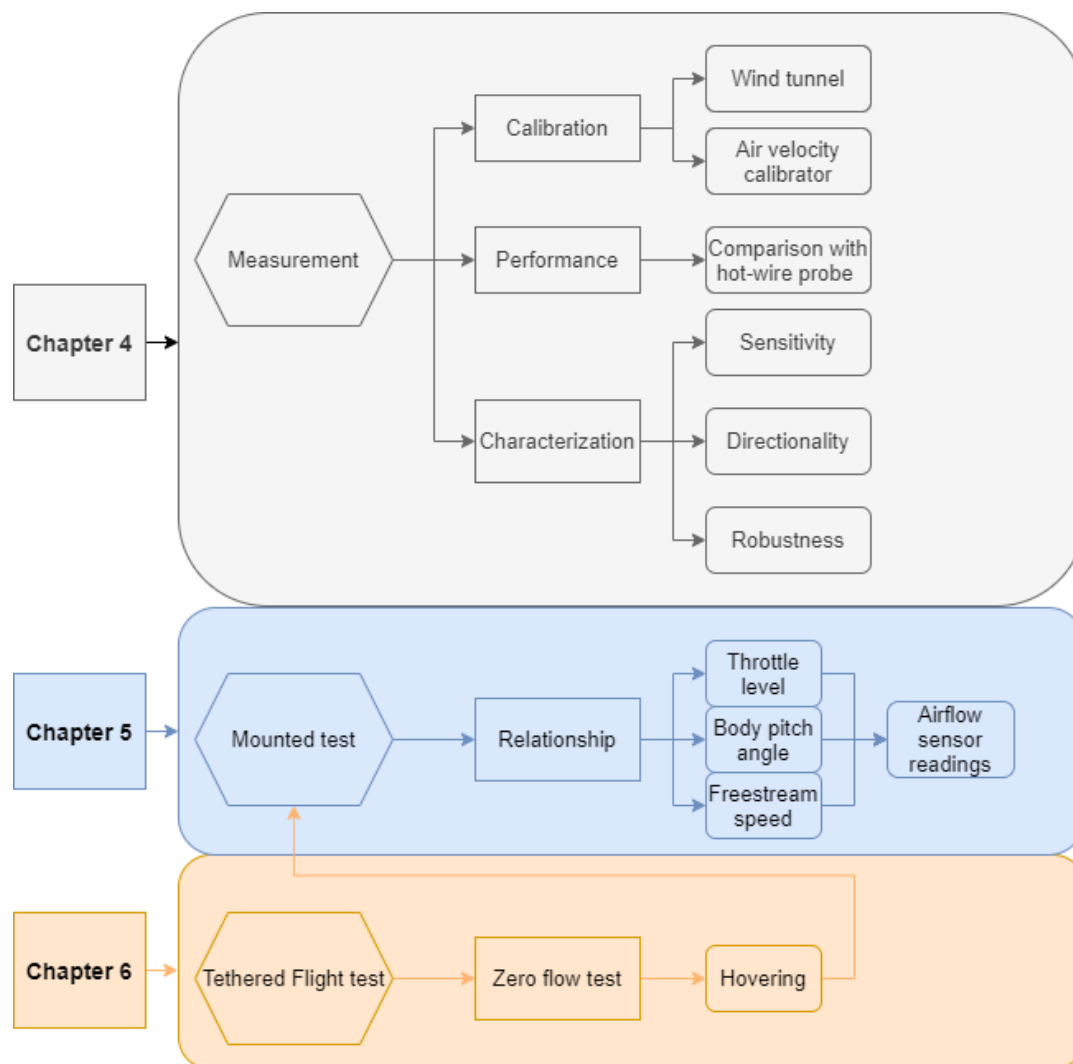 Chapter 4
Measurement
Calibration
Wind tunnel
Air velocity
calibrator
Performance
Comparison with
hot-wire probe
Characterization
Sensitivity
Directionality
Robustness
Chapter 5
Mounted test
Relationship
Throttle
level
Body pitch
angle
Freestream
speed
Airflow
sensor
readings
Chapter 6
Tethered Flight test
Zero flow test
Hovering